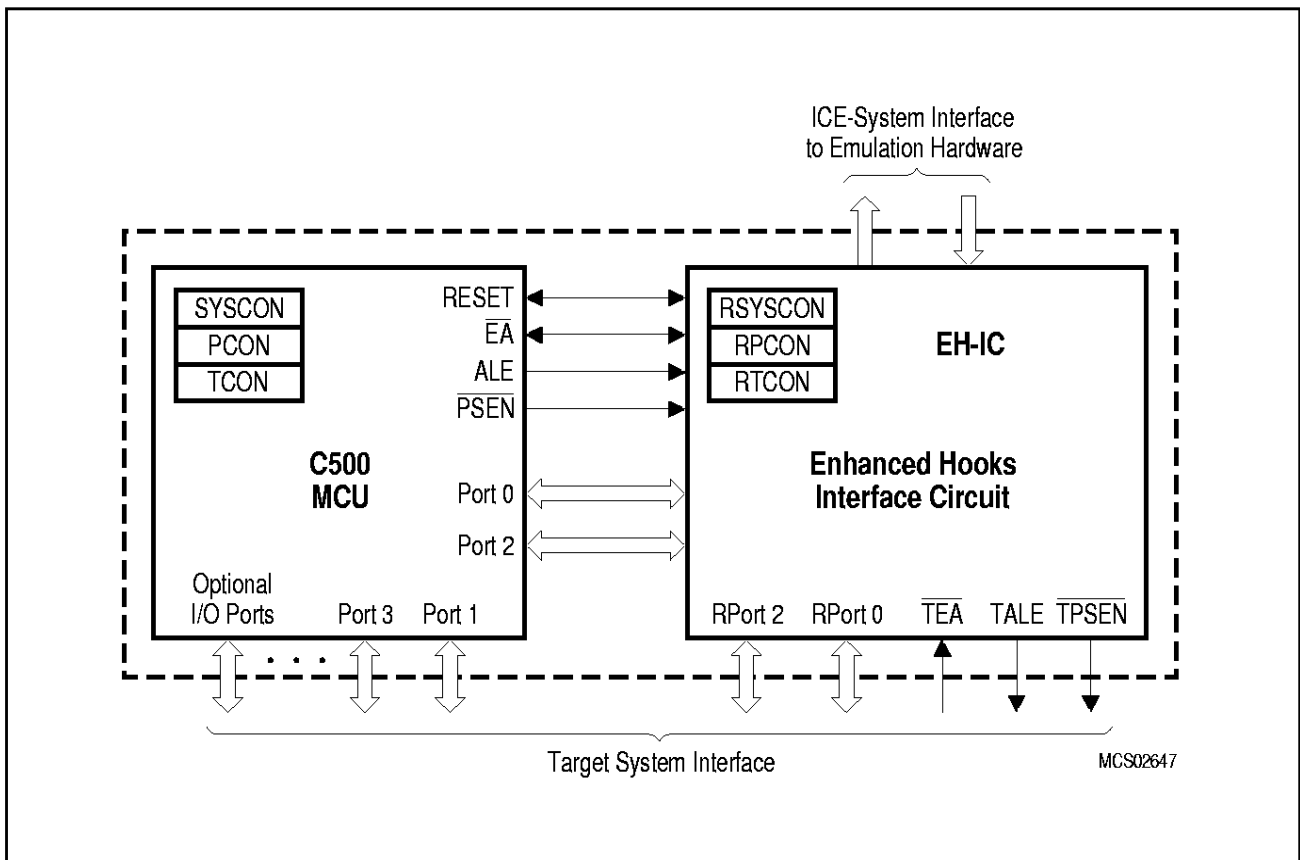 ICE-System Interface
to Emulation Hardware
SYSCON
PCON
TCON
RESET
EA
ALE
PSEN
C500
MCU
Port 0
Port 2
Optional
I/O Ports
Port 3
Port 1
. . .
RSYSCON
RPCON
RTCON
EH-IC
Enhanced Hooks
Interface Circuit
RPort 2
RPort 0
TEA
TALE
TPSEN
Target System Interface
MCS02647